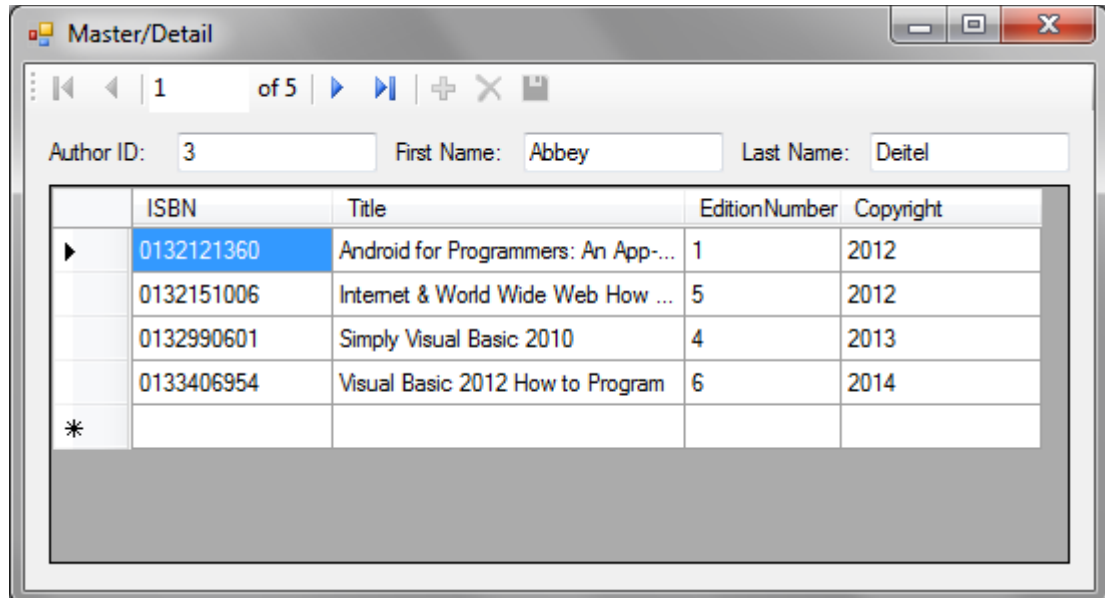 Master/Detail
1 of 5
Author ID: 3 First Name: Abbey Last Name: Deitel
ISBN Title EditionNumber Copyright
0132121360 Android for Programmers: An App-... 1 2012
0132151006 Internet & World Wide Web How ... 5 2012
0132990601 Simply Visual Basic 2010 4 2013
0133406954 Visual Basic 2012 How to Program 6 2014